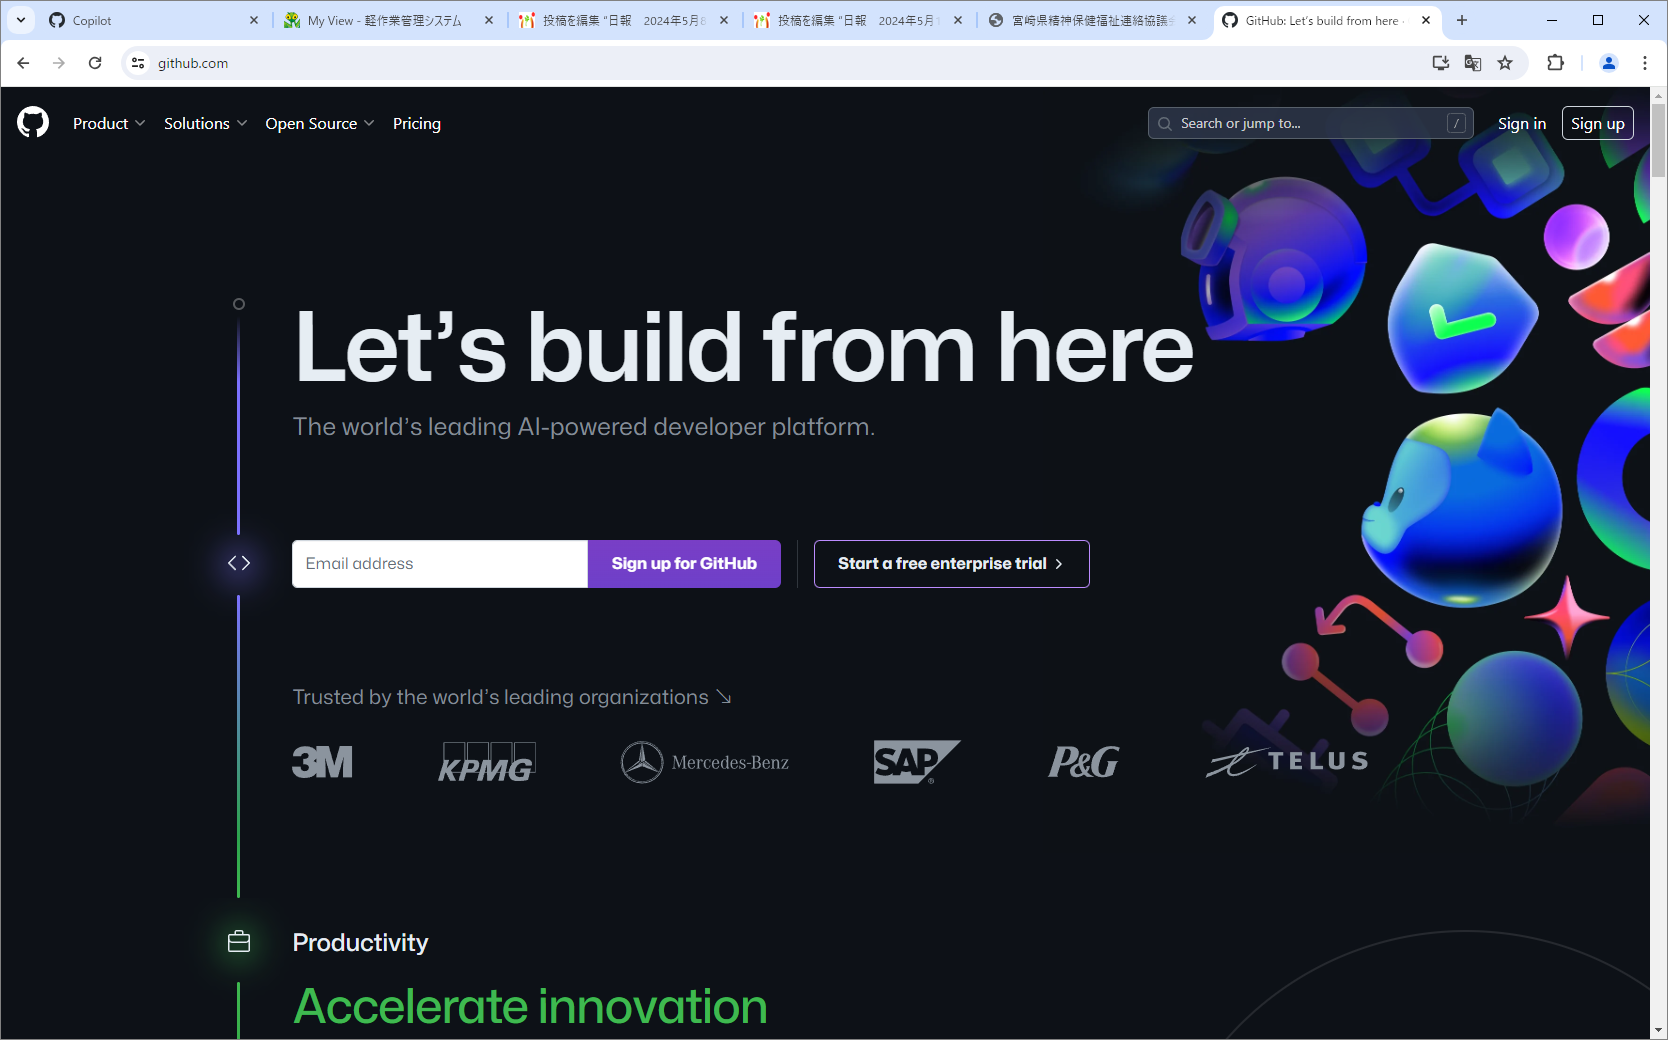 Copilot
My View - 軽作業管理システム
投稿を編集 "日報　2024年5月8
投稿を編集 "日報　2024年5月1
宮崎県精神保健福祉連絡協議
GitHub: Let's build from here ·
github.com
Product
Solutions
Open Source
Pricing
Search or jump to...
/
Sign in
Sign up
Let's build from here
The world's leading AI-powered developer platform.
Email address
Sign up for GitHub
Start a free enterprise trial
Trusted by the world's leading organizations ↘
3M
KPMG
Mercedes-Benz
SAP
P&G
TELUS
Productivity
Accelerate innovation